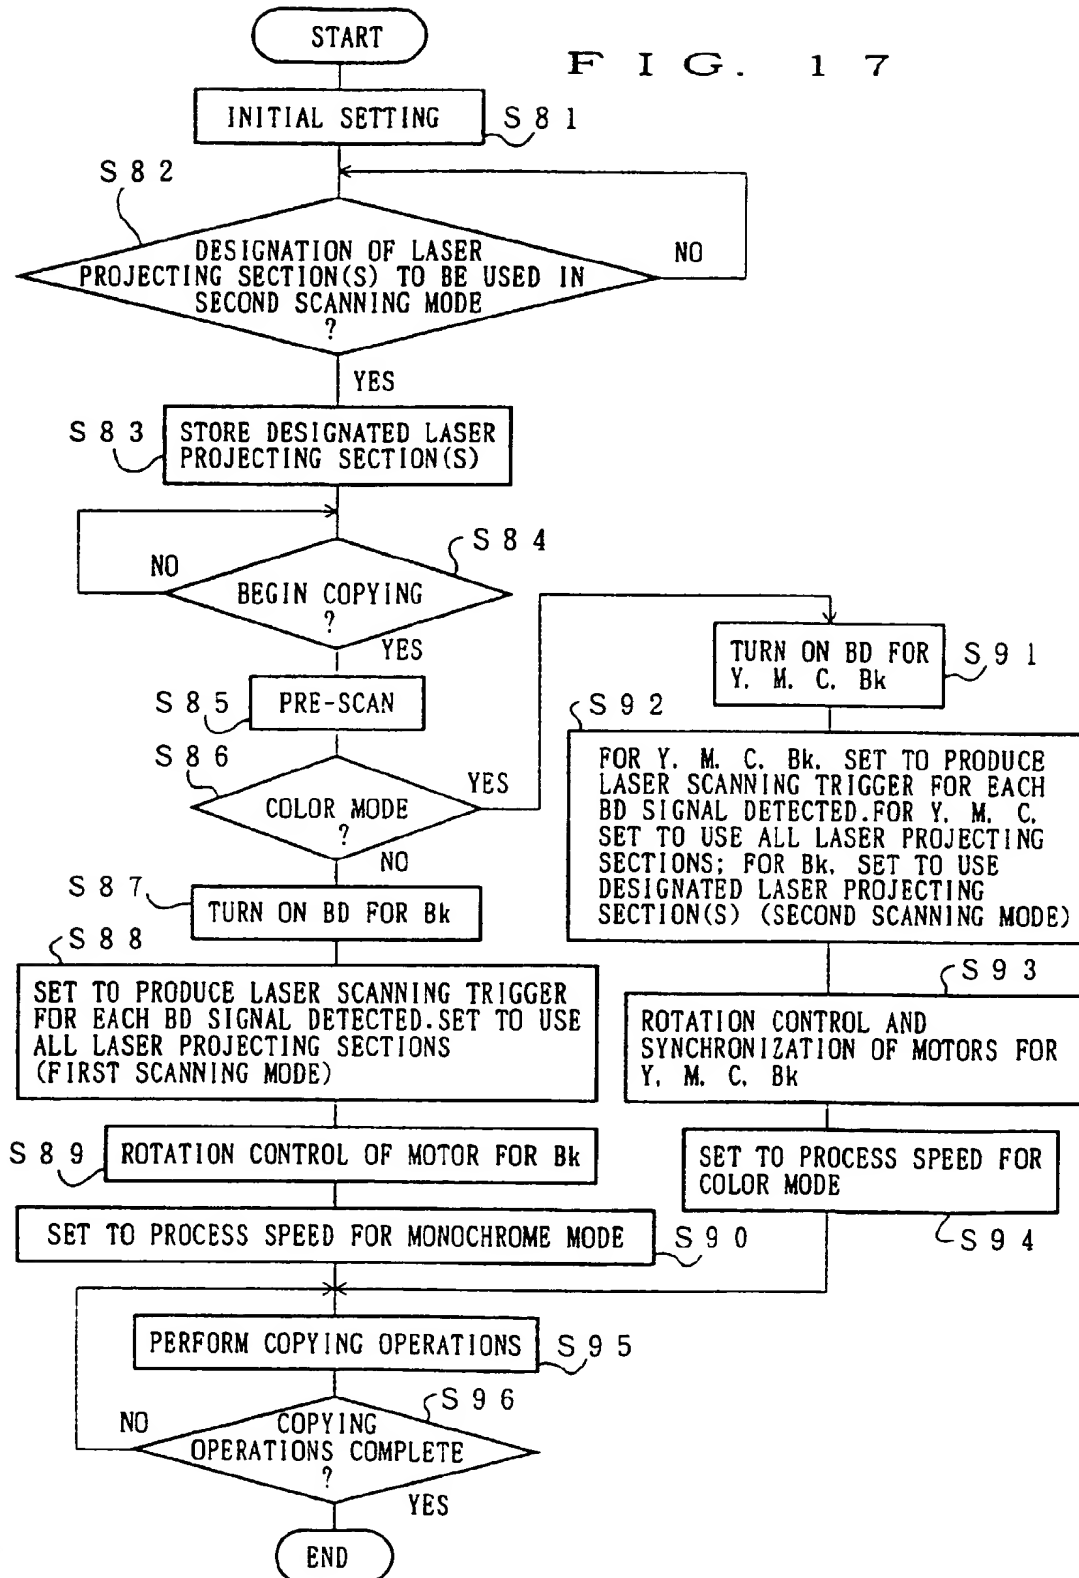 START
F I G. 1 7
INITIAL SETTING
S 8 1
S 8 2
DESIGNATION OF LASER
PROJECTING SECTION(S) TO BE USED IN
SECOND SCANNING MODE
?
NO
YES
S 8 3
STORE DESIGNATED LASER
PROJECTING SECTION(S)
S 8 4
NO
BEGIN COPYING
?
YES
S 8 5
PRE-SCAN
S 8 6
COLOR MODE
?
YES
NO
S 8 7
TURN ON BD FOR Bk
S 8 8
SET TO PRODUCE LASER SCANNING TRIGGER
FOR EACH BD SIGNAL DETECTED.SET TO USE
ALL LASER PROJECTING SECTIONS
(FIRST SCANNING MODE)
S 8 9
ROTATION CONTROL OF MOTOR FOR Bk
SET TO PROCESS SPEED FOR MONOCHROME MODE
S 9 0
TURN ON BD FOR
Y. M. C. Bk
S 9 1
S 9 2
FOR Y. M. C. Bk. SET TO PRODUCE
LASER SCANNING TRIGGER FOR EACH
BD SIGNAL DETECTED.FOR Y. M. C.
SET TO USE ALL LASER PROJECTING
SECTIONS; FOR Bk. SET TO USE
DESIGNATED LASER PROJECTING
SECTION(S) (SECOND SCANNING MODE)
S 9 3
ROTATION CONTROL AND
SYNCHRONIZATION OF MOTORS FOR
Y. M. C. Bk
SET TO PROCESS SPEED FOR
COLOR MODE
S 9 4
PERFORM COPYING OPERATIONS
S 9 5
S 9 6
NO
COPYING
OPERATIONS COMPLETE
?
YES
END